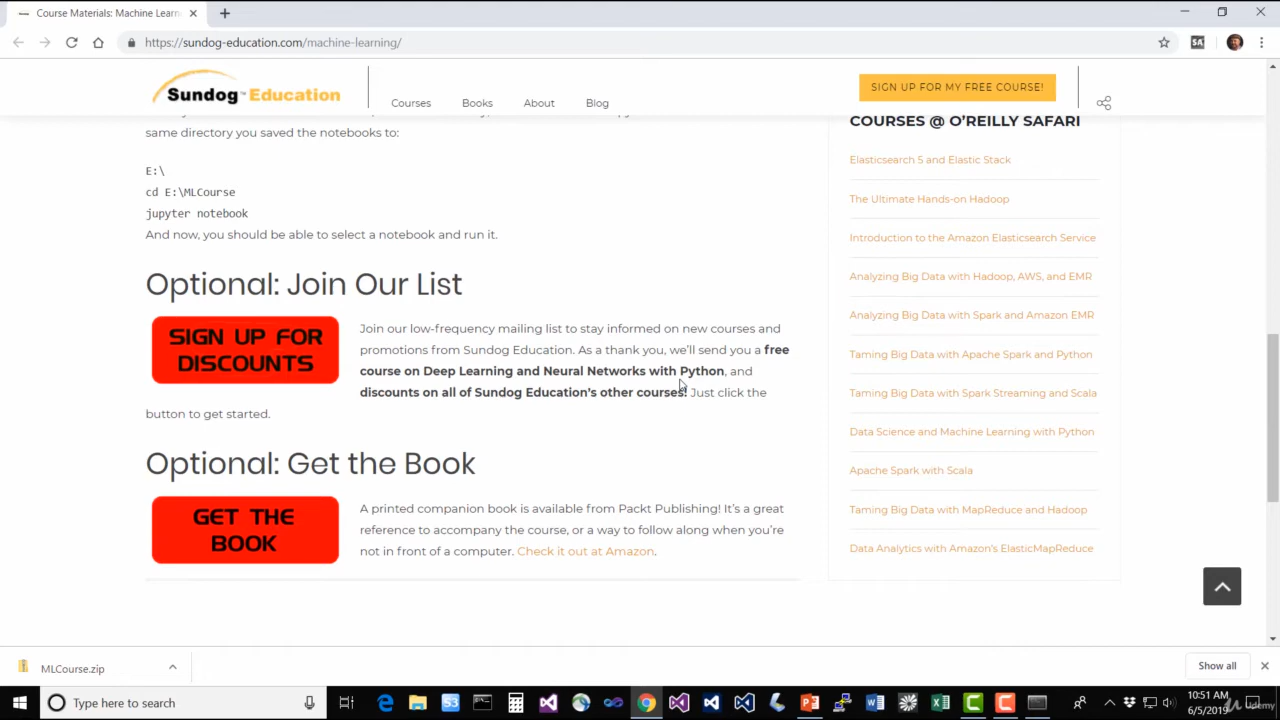 Course Materials: Machine Learn
https://sundog-education.com/machine-learning/
SA
Sundog™Education
Courses
Books
About
Blog
SIGN UP FOR MY FREE COURSE!
same directory you saved the notebooks to:
E:\
cd E:\MLCourse
jupyter notebook
And now, you should be able to select a notebook and run it.
Optional: Join Our List
SIGN UP FOR
DISCOUNTS
Join our low-frequency mailing list to stay informed on new courses and
promotions from Sundog Education. As a thank you, we'll send you a free
course on Deep Learning and Neural Networks with Python, and
discounts on all of Sundog Education's other courses! Just click the
button to get started.
Optional: Get the Book
GET THE
BOOK
A printed companion book is available from Packt Publishing! It's a great
reference to accompany the course, or a way to follow along when you're
not in front of a computer. Check it out at Amazon.
COURSES @ O'REILLY SAFARI
Elasticsearch 5 and Elastic Stack
The Ultimate Hands-on Hadoop
Introduction to the Amazon Elasticsearch Service
Analyzing Big Data with Hadoop, AWS, and EMR
Analyzing Big Data with Spark and Amazon EMR
Taming Big Data with Apache Spark and Python
Taming Big Data with Spark Streaming and Scala
Data Science and Machine Learning with Python
Apache Spark with Scala
Taming Big Data with MapReduce and Hadoop
Data Analytics with Amazon's ElasticMapReduce
MLCourse.zip
Show all
Type here to search
10:51 AM
6/5/2019
Udemy